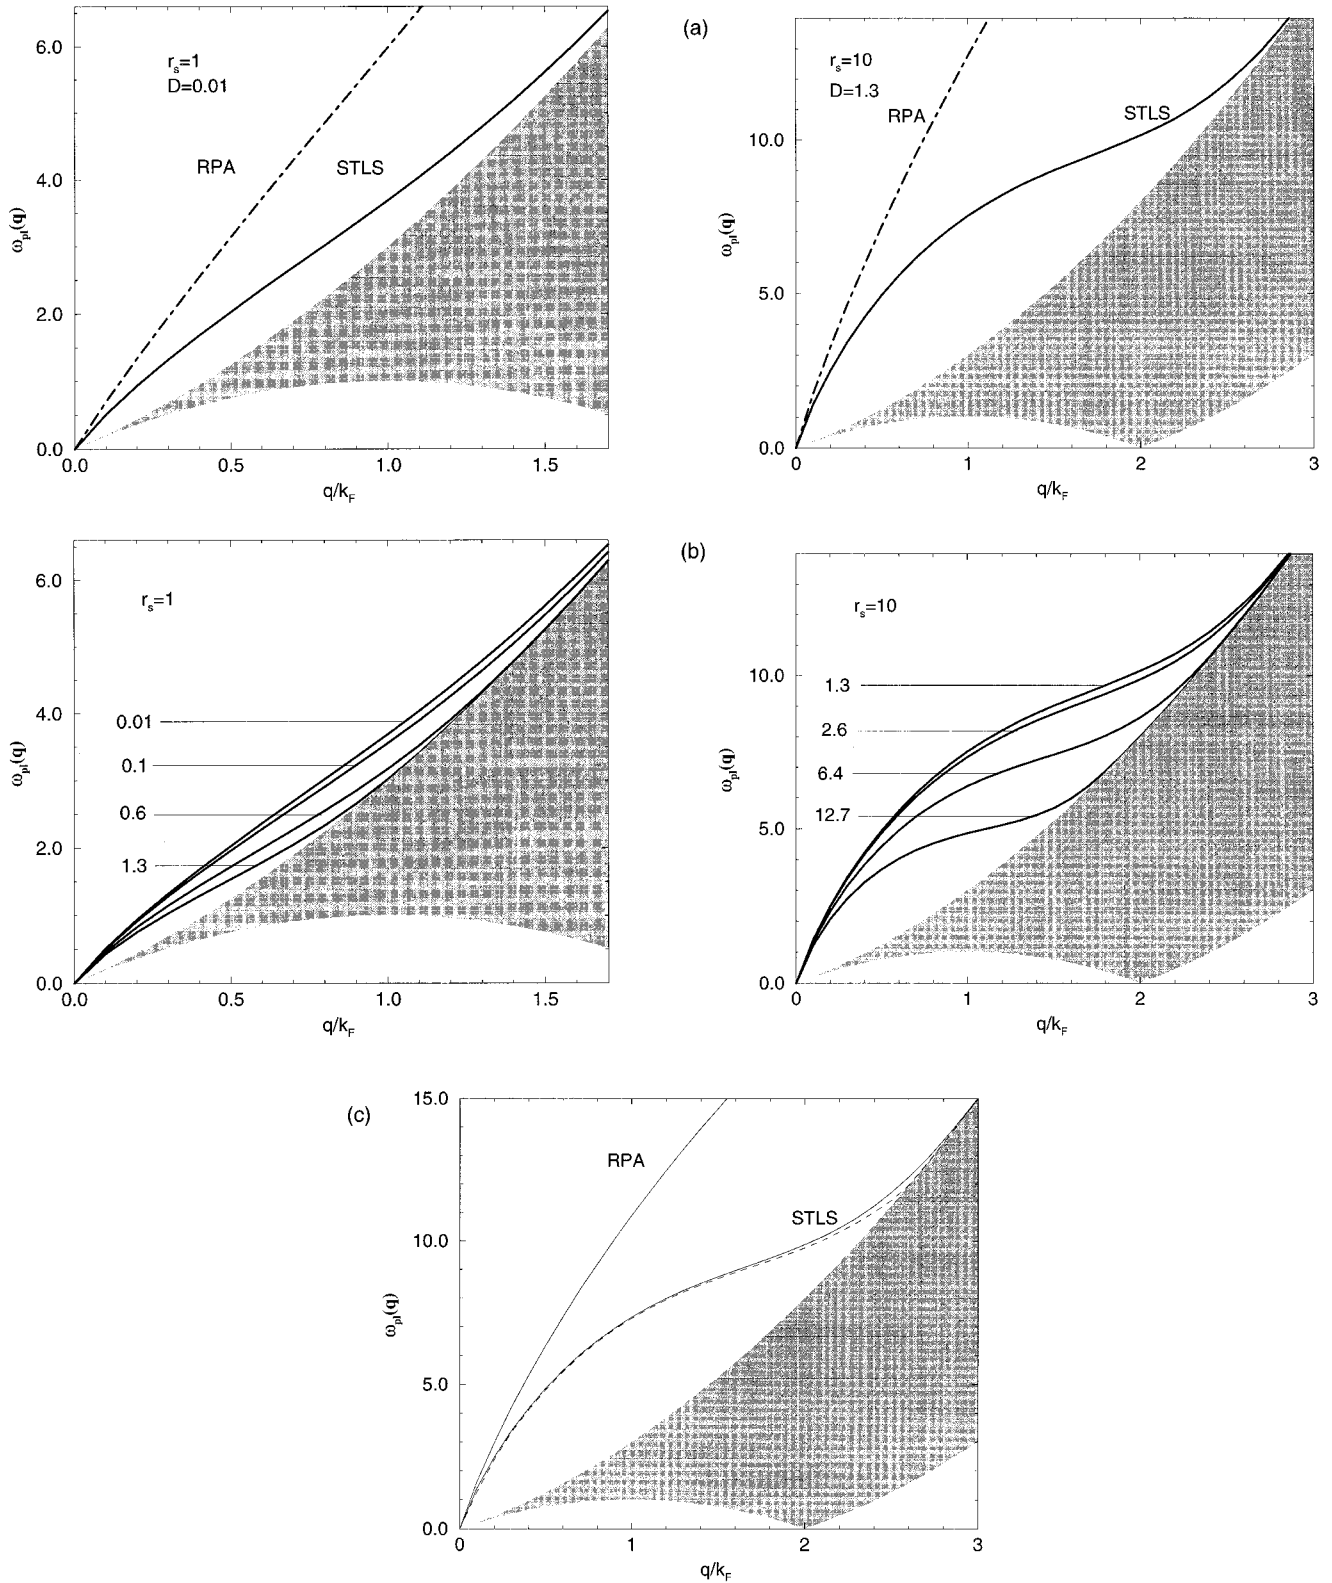 (a)
6.0
4.0
2.0
0.0
ω_pl(q)
r_s=1
D=0.01
RPA
STLS
0.0
0.5
1.0
1.5
q/k_F
10.0
5.0
0.0
ω_pl(q)
r_s=10
D=1.3
RPA
STLS
0
1
2
3
q/k_F
(b)
6.0
4.0
2.0
0.0
ω_pl(q)
r_s=1
0.01
0.1
0.6
1.3
0.0
0.5
1.0
1.5
q/k_F
10.0
5.0
0.0
ω_pl(q)
r_s=10
1.3
2.6
6.4
12.7
0
1
2
3
q/k_F
(c)
15.0
10.0
5.0
0.0
ω_pl(q)
RPA
STLS
0
1
2
3
q/k_F